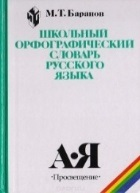 М.Т.Баранов
ШКОЛЬНЫЙ
ОРФОГРАФИЧЕСКИЙ
СЛОВАРЬ РУССКОГО
ЯЗЫКА
А·Я
·Просвещение·